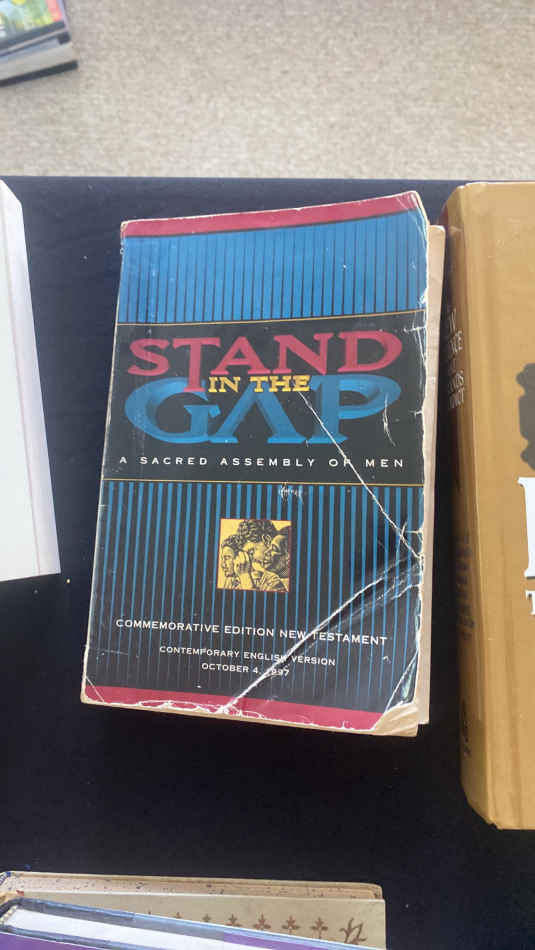 STAND
IN THE
GAP
A SACRED ASSEMBLY OF MEN
COMMEMORATIVE EDITION NEW TESTAMENT
CONTEMPORARY ENGLISH VERSION
OCTOBER 4, 1997